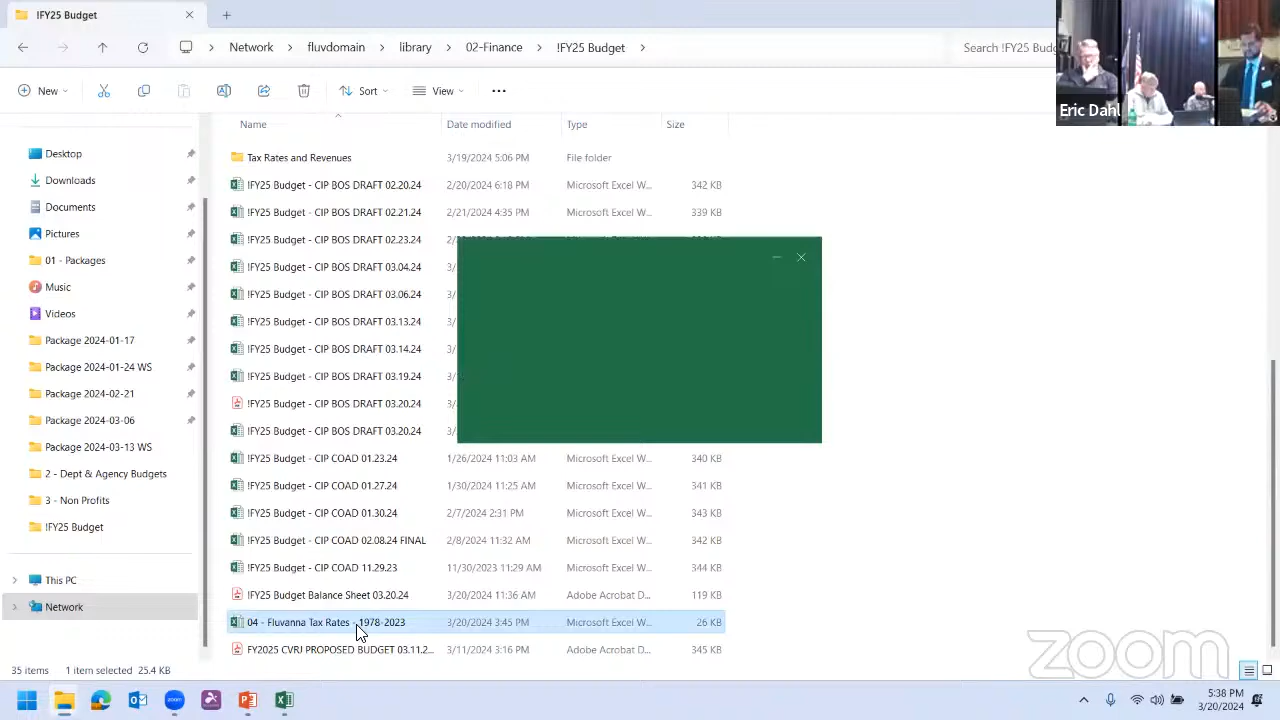 !FY25 Budget
Network > fluvdomain > library > 02-Finance > !FY25 Budget >
Search !FY25 Budg
New
Sort
View
Eric Dahl
Name
Date modified
Type
Size
Desktop
Downloads
Documents
Pictures
01 - Packages
Music
Videos
Package 2024-01-17
Package 2024-01-24 WS
Package 2024-02-21
Package 2024-03-06
Package 2024-03-13 WS
2 - Dept & Agency Budgets
3 - Non Profits
!FY25 Budget
This PC
Network
Tax Rates and Revenues 3/19/2024 5:06 PM File folder
!FY25 Budget - CIP BOS DRAFT 02.20.24 2/20/2024 6:18 PM Microsoft Excel W... 342 KB
!FY25 Budget - CIP BOS DRAFT 02.21.24 2/21/2024 4:35 PM Microsoft Excel W... 339 KB
!FY25 Budget - CIP BOS DRAFT 02.23.24 2/
!FY25 Budget - CIP BOS DRAFT 03.04.24 3/
!FY25 Budget - CIP BOS DRAFT 03.06.24 3/
!FY25 Budget - CIP BOS DRAFT 03.13.24 3/
!FY25 Budget - CIP BOS DRAFT 03.14.24 3/
!FY25 Budget - CIP BOS DRAFT 03.19.24 3/
!FY25 Budget - CIP BOS DRAFT 03.20.24 3/
!FY25 Budget - CIP BOS DRAFT 03.20.24 3/
!FY25 Budget - CIP COAD 01.23.24 1/26/2024 11:03 AM Microsoft Excel W... 340 KB
!FY25 Budget - CIP COAD 01.27.24 1/30/2024 11:25 AM Microsoft Excel W... 341 KB
!FY25 Budget - CIP COAD 01.30.24 2/7/2024 2:31 PM Microsoft Excel W... 343 KB
!FY25 Budget - CIP COAD 02.08.24 FINAL 2/8/2024 11:32 AM Microsoft Excel W... 342 KB
!FY25 Budget - CIP COAD 11.29.23 11/30/2023 11:29 AM Microsoft Excel W... 344 KB
!FY25 Budget Balance Sheet 03.20.24 3/20/2024 11:36 AM Adobe Acrobat D... 119 KB
04 - Fluvanna Tax Rates - 1978-2023 3/20/2024 3:45 PM Microsoft Excel W... 26 KB
FY2025 CVRJ PROPOSED BUDGET 03.11.2... 3/11/2024 3:16 PM Adobe Acrobat D... 345 KB
zoom
35 items 1 item selected 25.4 KB
zoom
5:38 PM
3/20/2024